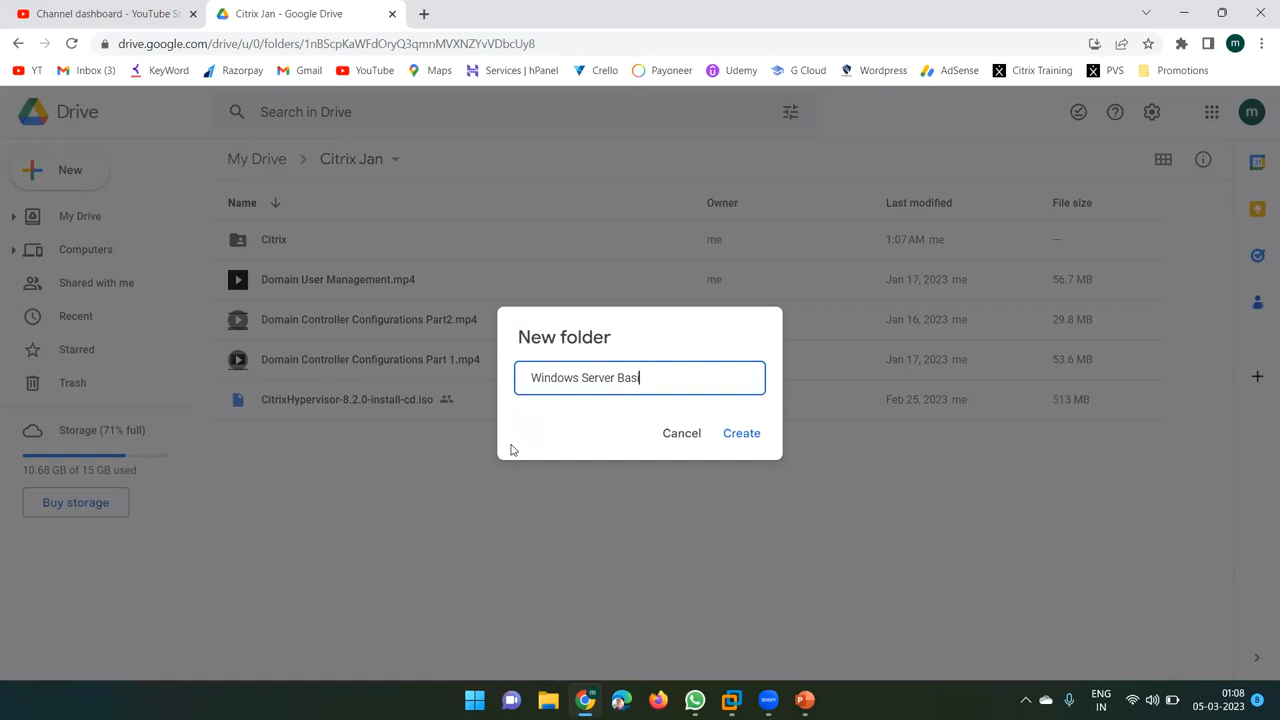 Channel dashboard - YouTube St
Citrix Jan - Google Drive
drive.google.com/drive/u/0/folders/1nBScpKaWFdOryQ3qmnMVXNZYvVDbcUy8
m
YT
Inbox (3)
KeyWord
Razorpay
Gmail
YouTube
Maps
Services | hPanel
Crello
Payoneer
Udemy
G Cloud
Wordpress
AdSense
Citrix Training
PVS
Promotions
Drive
Search in Drive
m
New
My Drive
Computers
Shared with me
Recent
Starred
Trash
Storage (71% full)
10.68 GB of 15 GB used
Buy storage
My Drive > Citrix Jan
Name Owner Last modified File size
Citrix me 1:07 AM me —
Domain User Management.mp4 me Jan 17, 2023 me 56.7 MB
Domain Controller Configurations Part2.mp4 Jan 16, 2023 me 29.8 MB
Domain Controller Configurations Part 1.mp4 Jan 17, 2023 me 53.6 MB
CitrixHypervisor-8.2.0-install-cd.iso Feb 25, 2023 me 513 MB
New folder
Windows Server Basi
Cancel Create
zoom
ENG
IN
01:08
05-03-2023
8